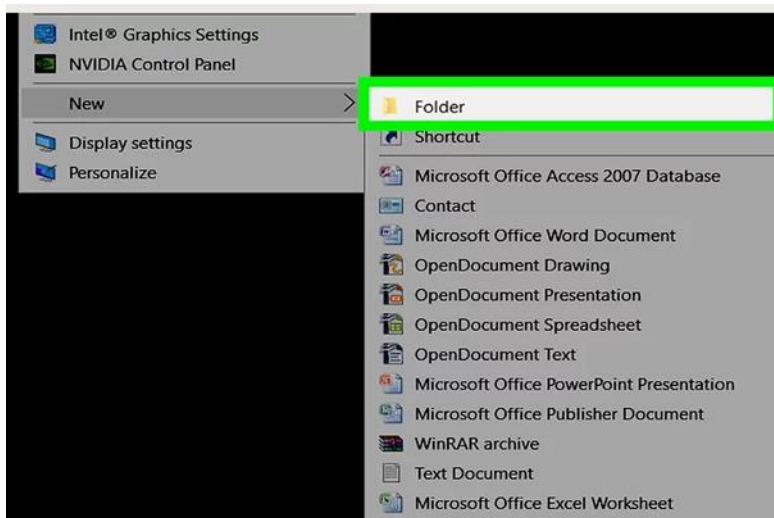 Intel® Graphics Settings
NVIDIA Control Panel
New
Display settings
Personalize
Folder
Shortcut
Microsoft Office Access 2007 Database
Contact
Microsoft Office Word Document
OpenDocument Drawing
OpenDocument Presentation
OpenDocument Spreadsheet
OpenDocument Text
Microsoft Office PowerPoint Presentation
Microsoft Office Publisher Document
WinRAR archive
Text Document
Microsoft Office Excel Worksheet